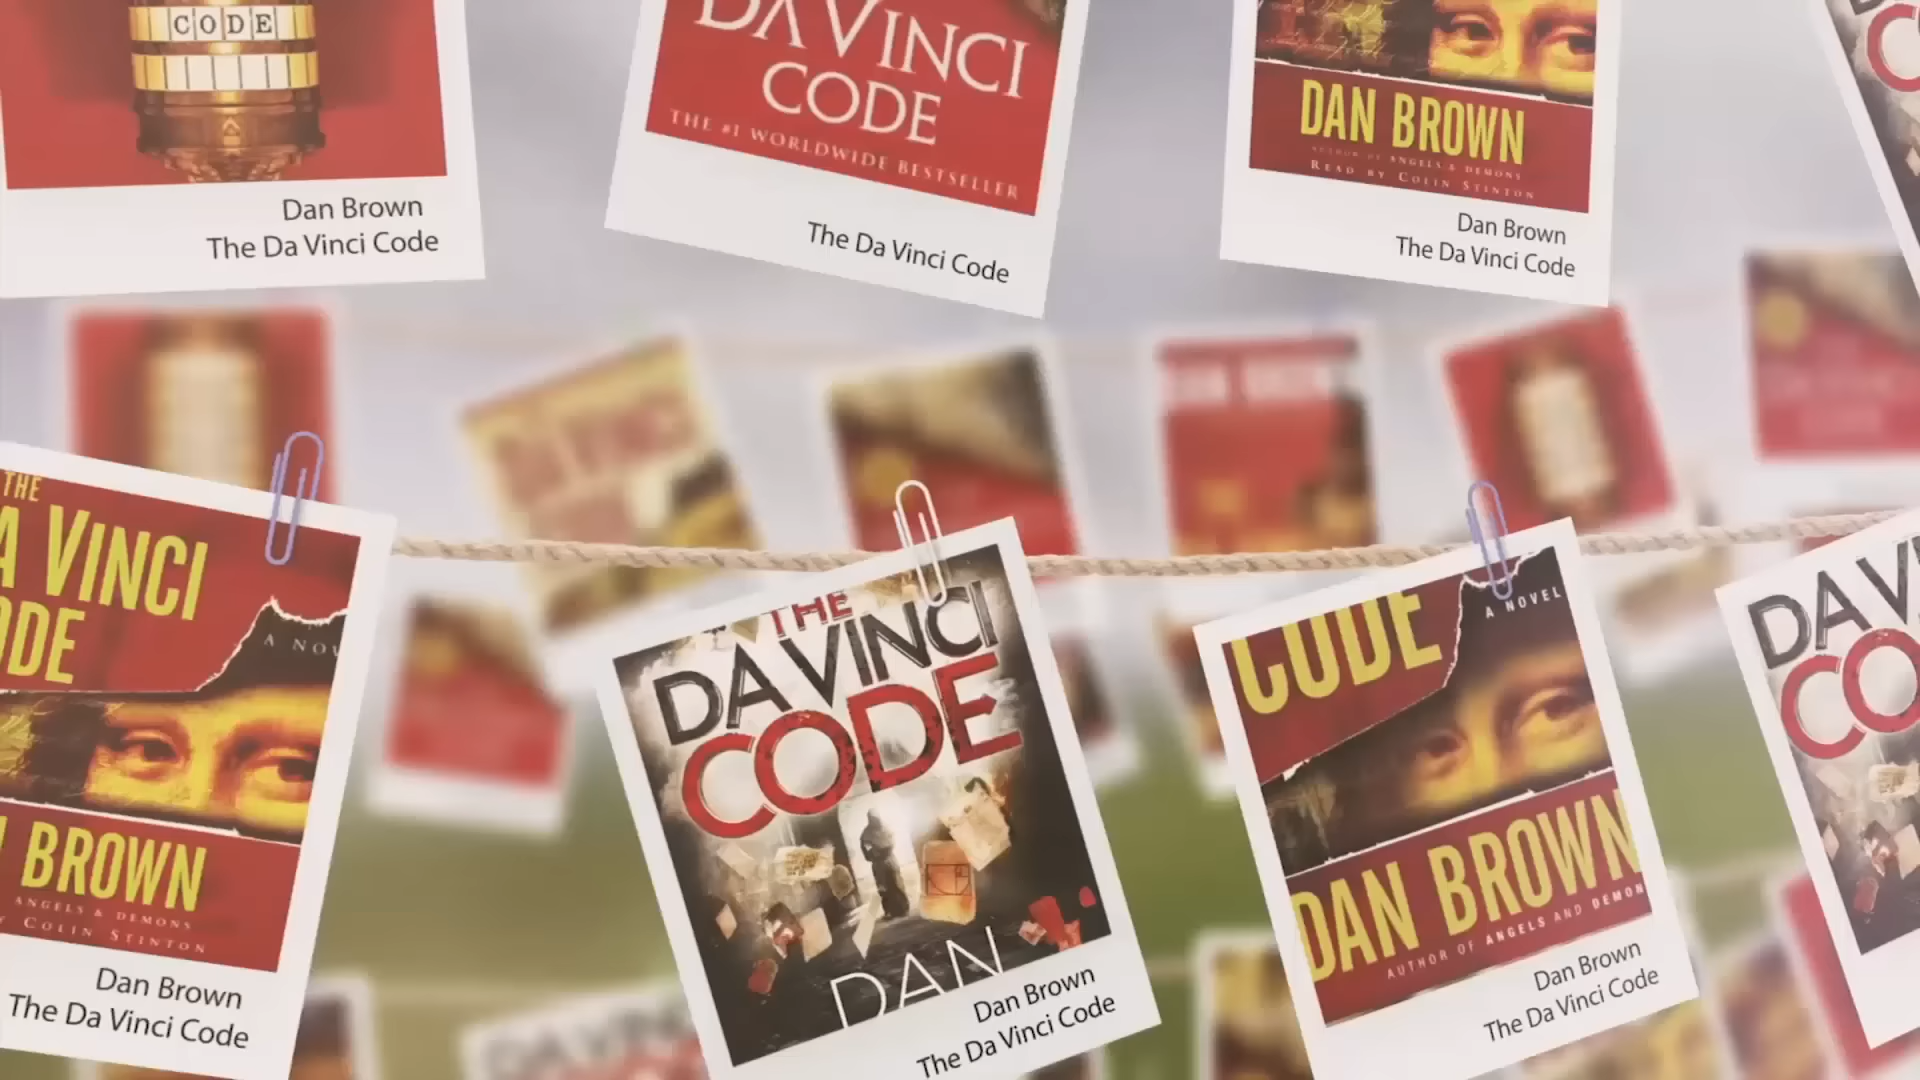 CODE
Dan Brown
The Da Vinci Code
DA VINCI
CODE
THE #1 WORLDWIDE BESTSELLER
The Da Vinci Code
DAN BROWN
AUTHOR OF ANGELS & DEMONS
READ BY COLIN STINTON
Dan Brown
The Da Vinci Code
THE
A VINCI
ODE
A NOV
BROWN
ANGELS & DEMONS
Y COLIN STINTON
Dan Brown
The Da Vinci Code
THE
DA VINCI
CODE
DAN
Dan Brown
The Da Vinci Code
CODE
A NOVEL
DAN BROWN
AUTHOR OF ANGELS AND DEMON
Dan Brown
The Da Vinci Code
DAV
CO